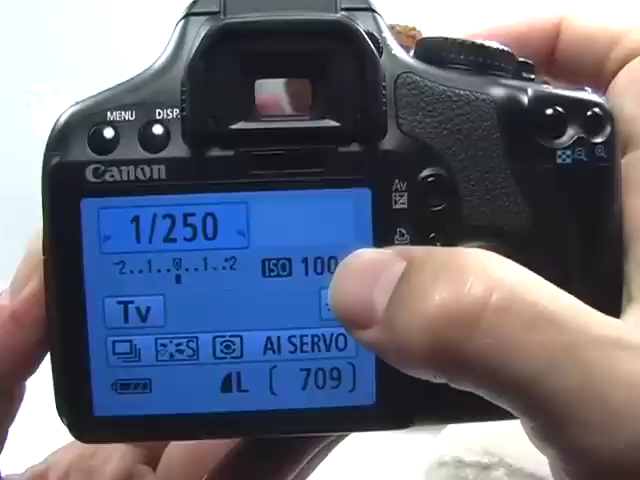 MENU DISP.
Canon
Av
1/250
-2..1..0..1..+2 ISO 100
Tv
S AI SERVO
L [ 709 ]